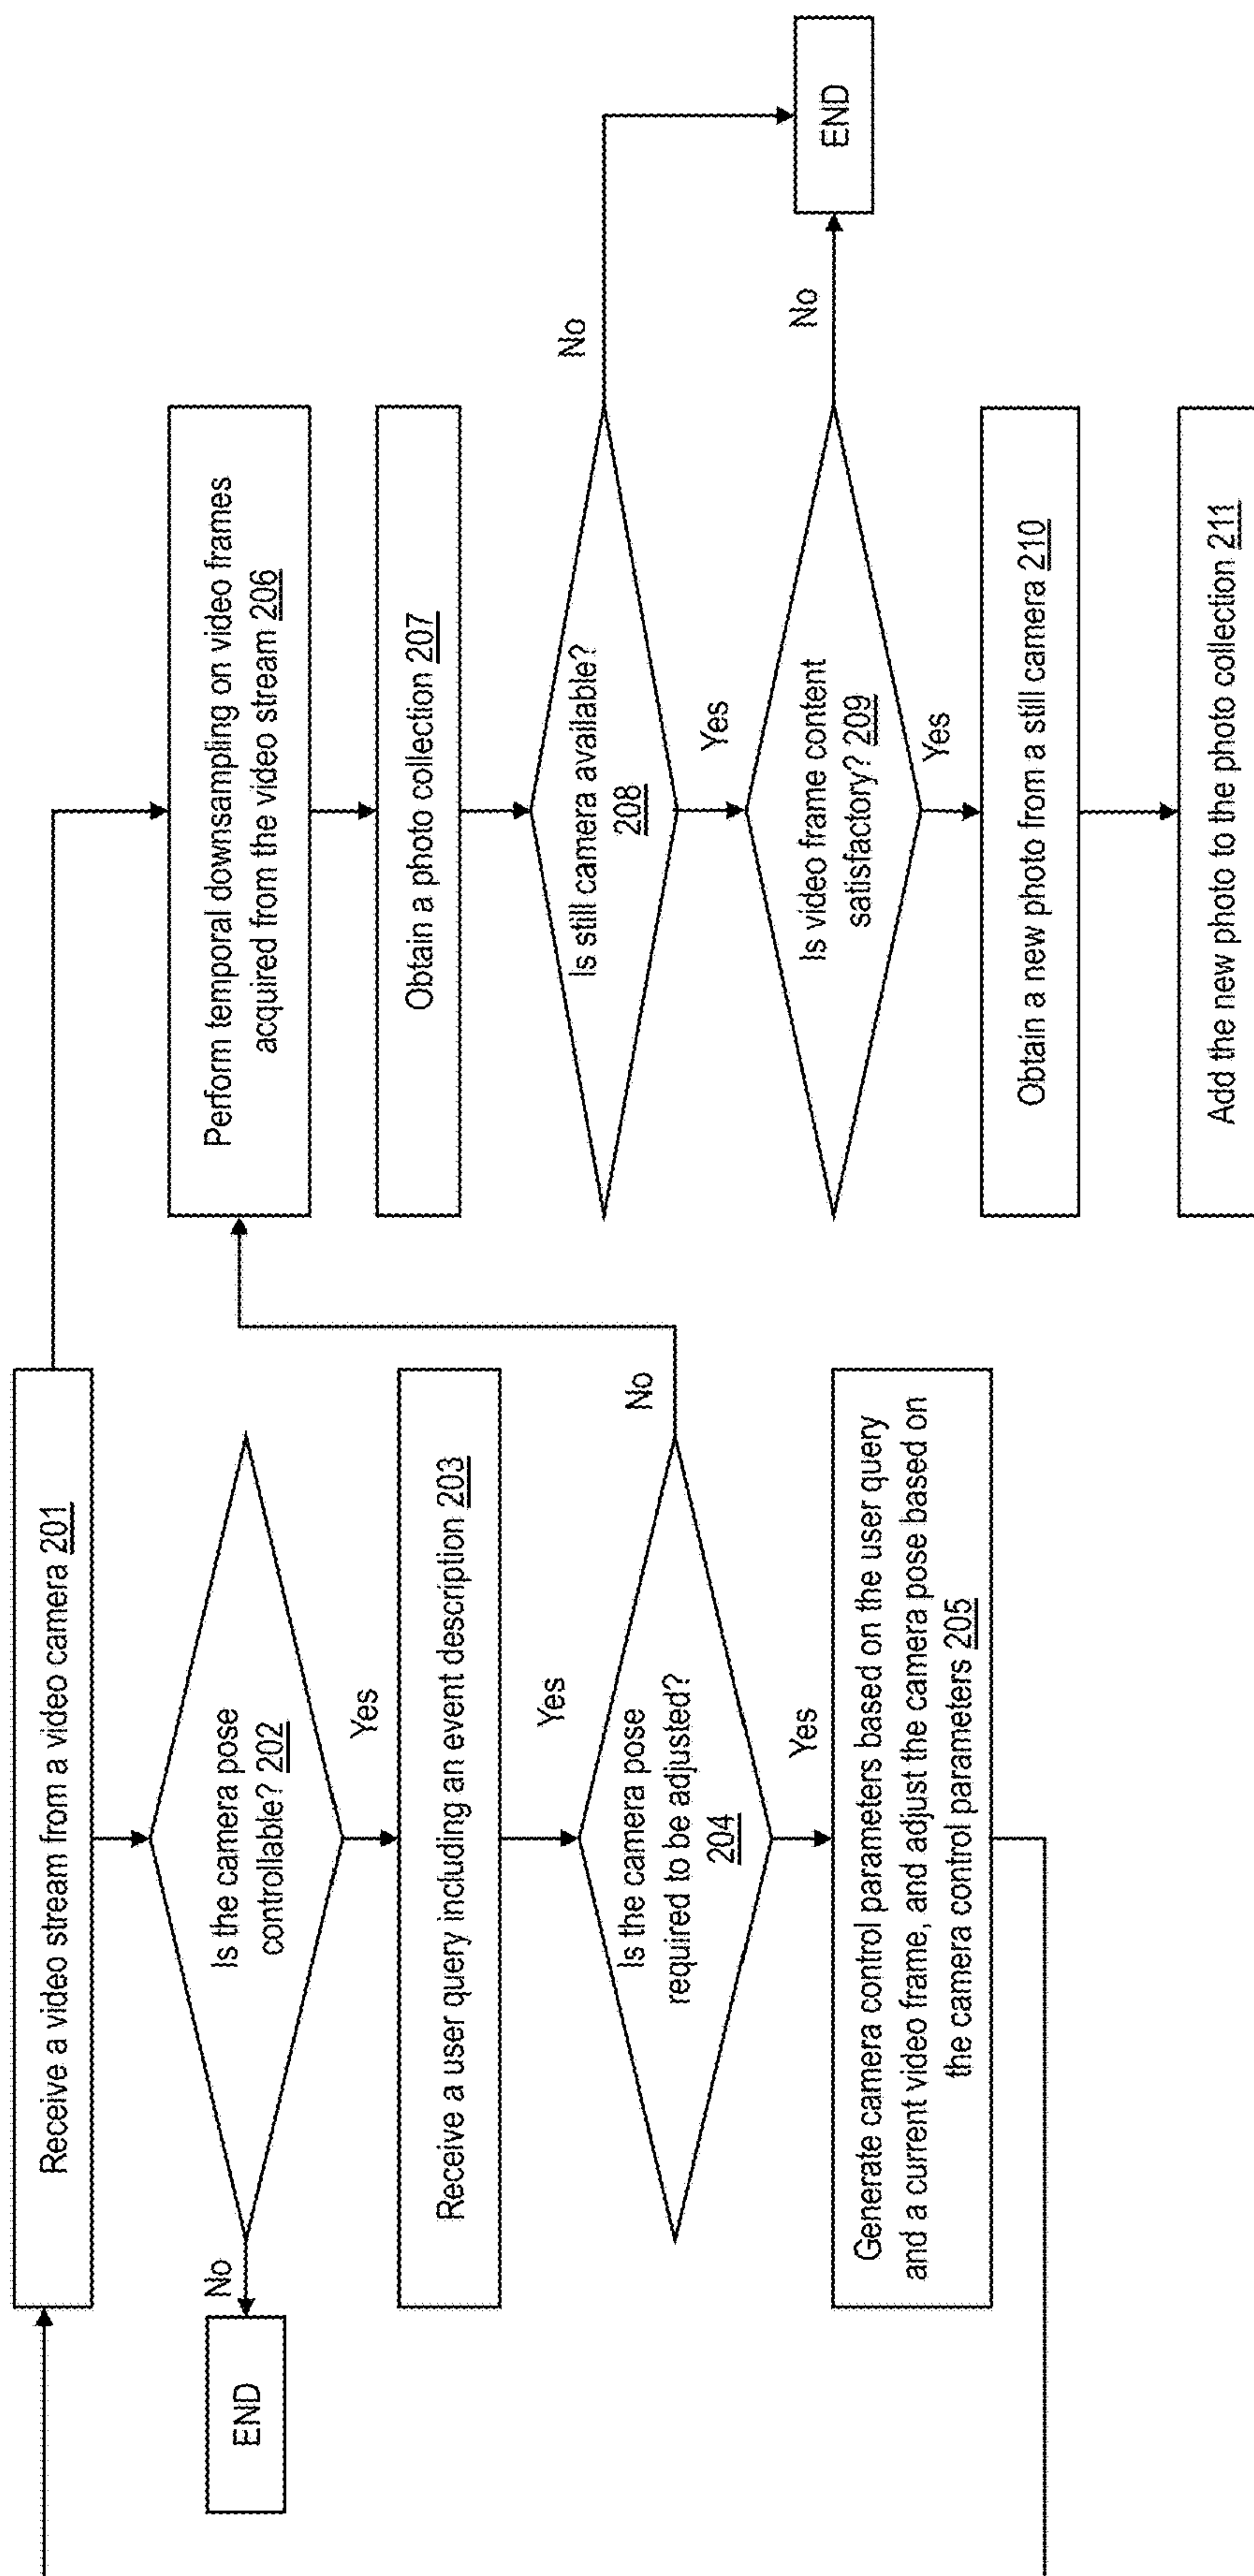 Receive a video stream from a video camera 201
Is the camera pose
controllable? 202
No
END
Yes
Receive a user query including an event description 203
Yes
Is the camera pose
required to be adjusted?
204
No
Yes
Generate camera control parameters based on the user query
and a current video frame, and adjust the camera pose based on
the camera control parameters 205
Perform temporal downsampling on video frames
acquired from the video stream 206
Obtain a photo collection 207
Is still camera available?
208
No
Yes
Is video frame content
satisfactory? 209
No
END
Yes
Obtain a new photo from a still camera 210
Add the new photo to the photo collection 211